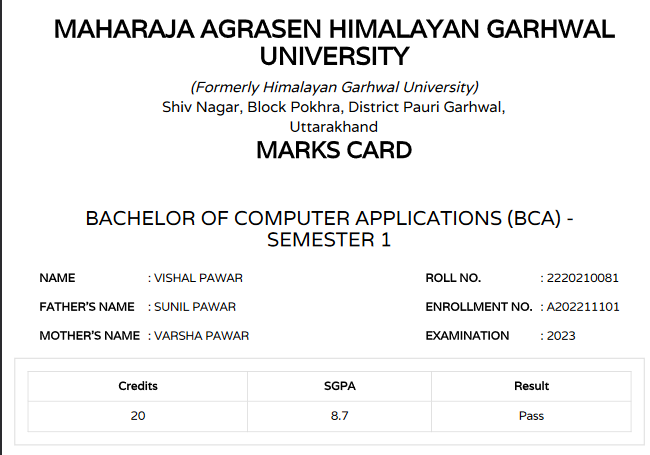 MAHARAJA AGRASEN HIMALAYAN GARHWAL
UNIVERSITY
(Formerly Himalayan Garhwal University)
Shiv Nagar, Block Pokhra, District Pauri Garhwal,
Uttarakhand
MARKS CARD
BACHELOR OF COMPUTER APPLICATIONS (BCA) -
SEMESTER 1
NAME : VISHAL PAWAR ROLL NO. : 2220210081
FATHER'S NAME : SUNIL PAWAR ENROLLMENT NO. : A202211101
MOTHER'S NAME : VARSHA PAWAR EXAMINATION : 2023
Credits SGPA Result
20 8.7 Pass